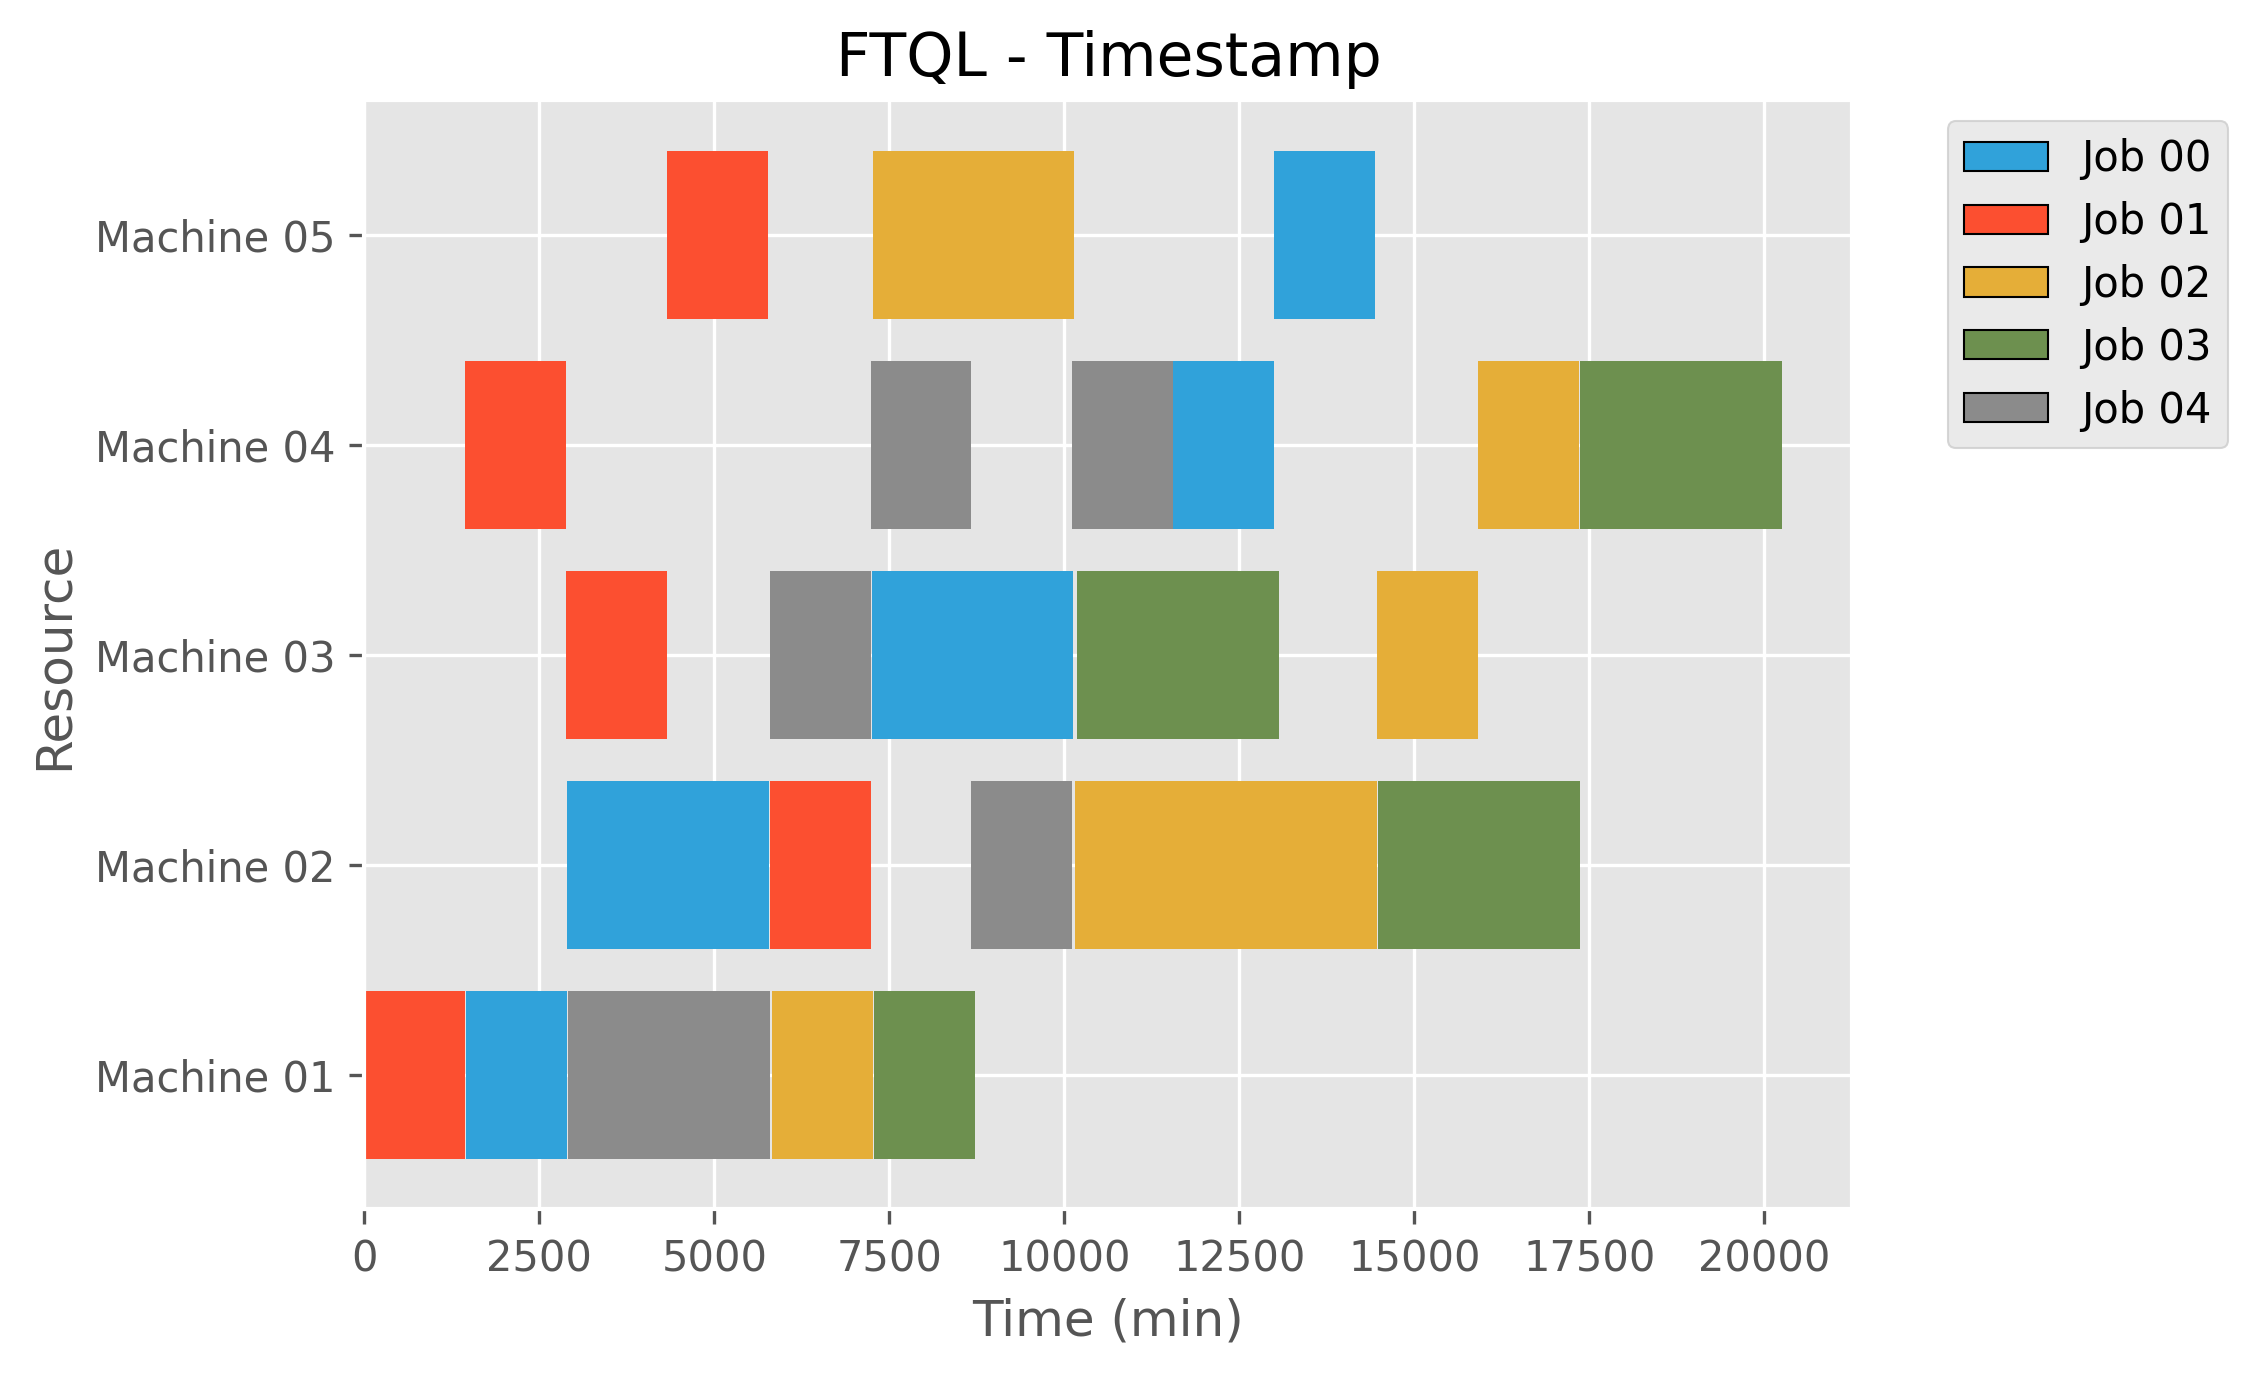 FTQL - Timestamp
Job 00
Job 01
Job 02
Job 03
Job 04
Resource
Machine 05
Machine 04
Machine 03
Machine 02
Machine 01
0 2500 5000 7500 10000 12500 15000 17500 20000
Time (min)